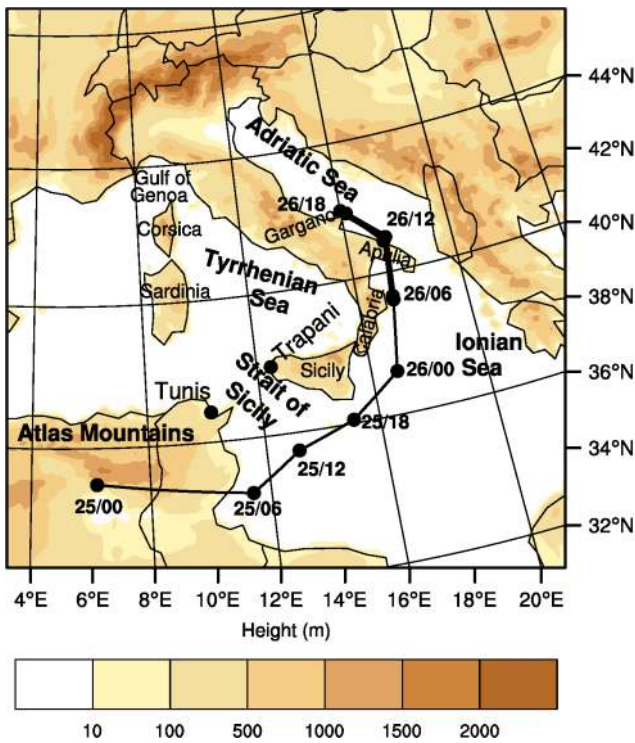 44°N
42°N
40°N
38°N
36°N
34°N
32°N
Adriatic Sea
Gulf of
Genoa
Corsica
Sardinia
26/18
Gargano
26/12
Apulia
Tyrrhenian
Sea
26/06
Calabria
Trapani
Ionian
Sea
Sicily
26/00
Strait of
Sicily
Tunis
Atlas Mountains
25/18
25/12
25/00
25/06
4°E 6°E 8°E 10°E 12°E 14°E 16°E 18°E 20°E
Height (m)
10 100 500 1000 1500 2000